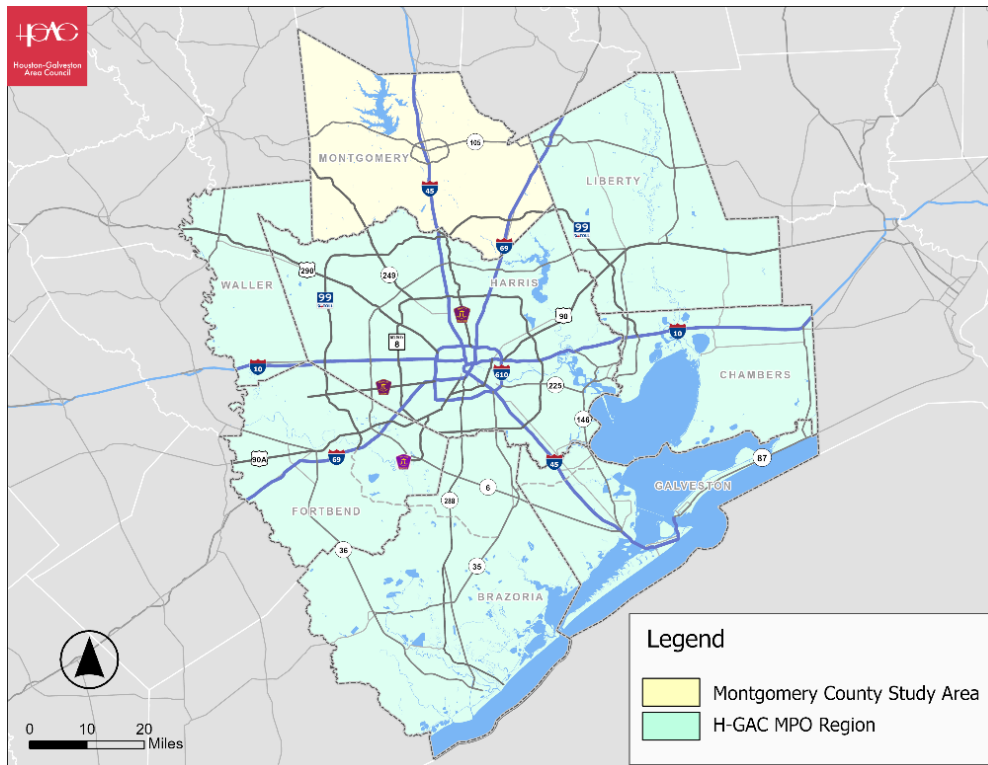 H-GAC
Houston-Galveston
Area Council
MONTGOMERY
105
45
LIBERTY
99
69
290
249
HARRIS
WALLER
99
90
8
10
10
610
CHAMBERS
225
146
90A
69
45
87
GALVESTON
6
288
FORTBEND
36
35
BRAZORIA
Legend
Montgomery County Study Area
H-GAC MPO Region
0 10 20
Miles